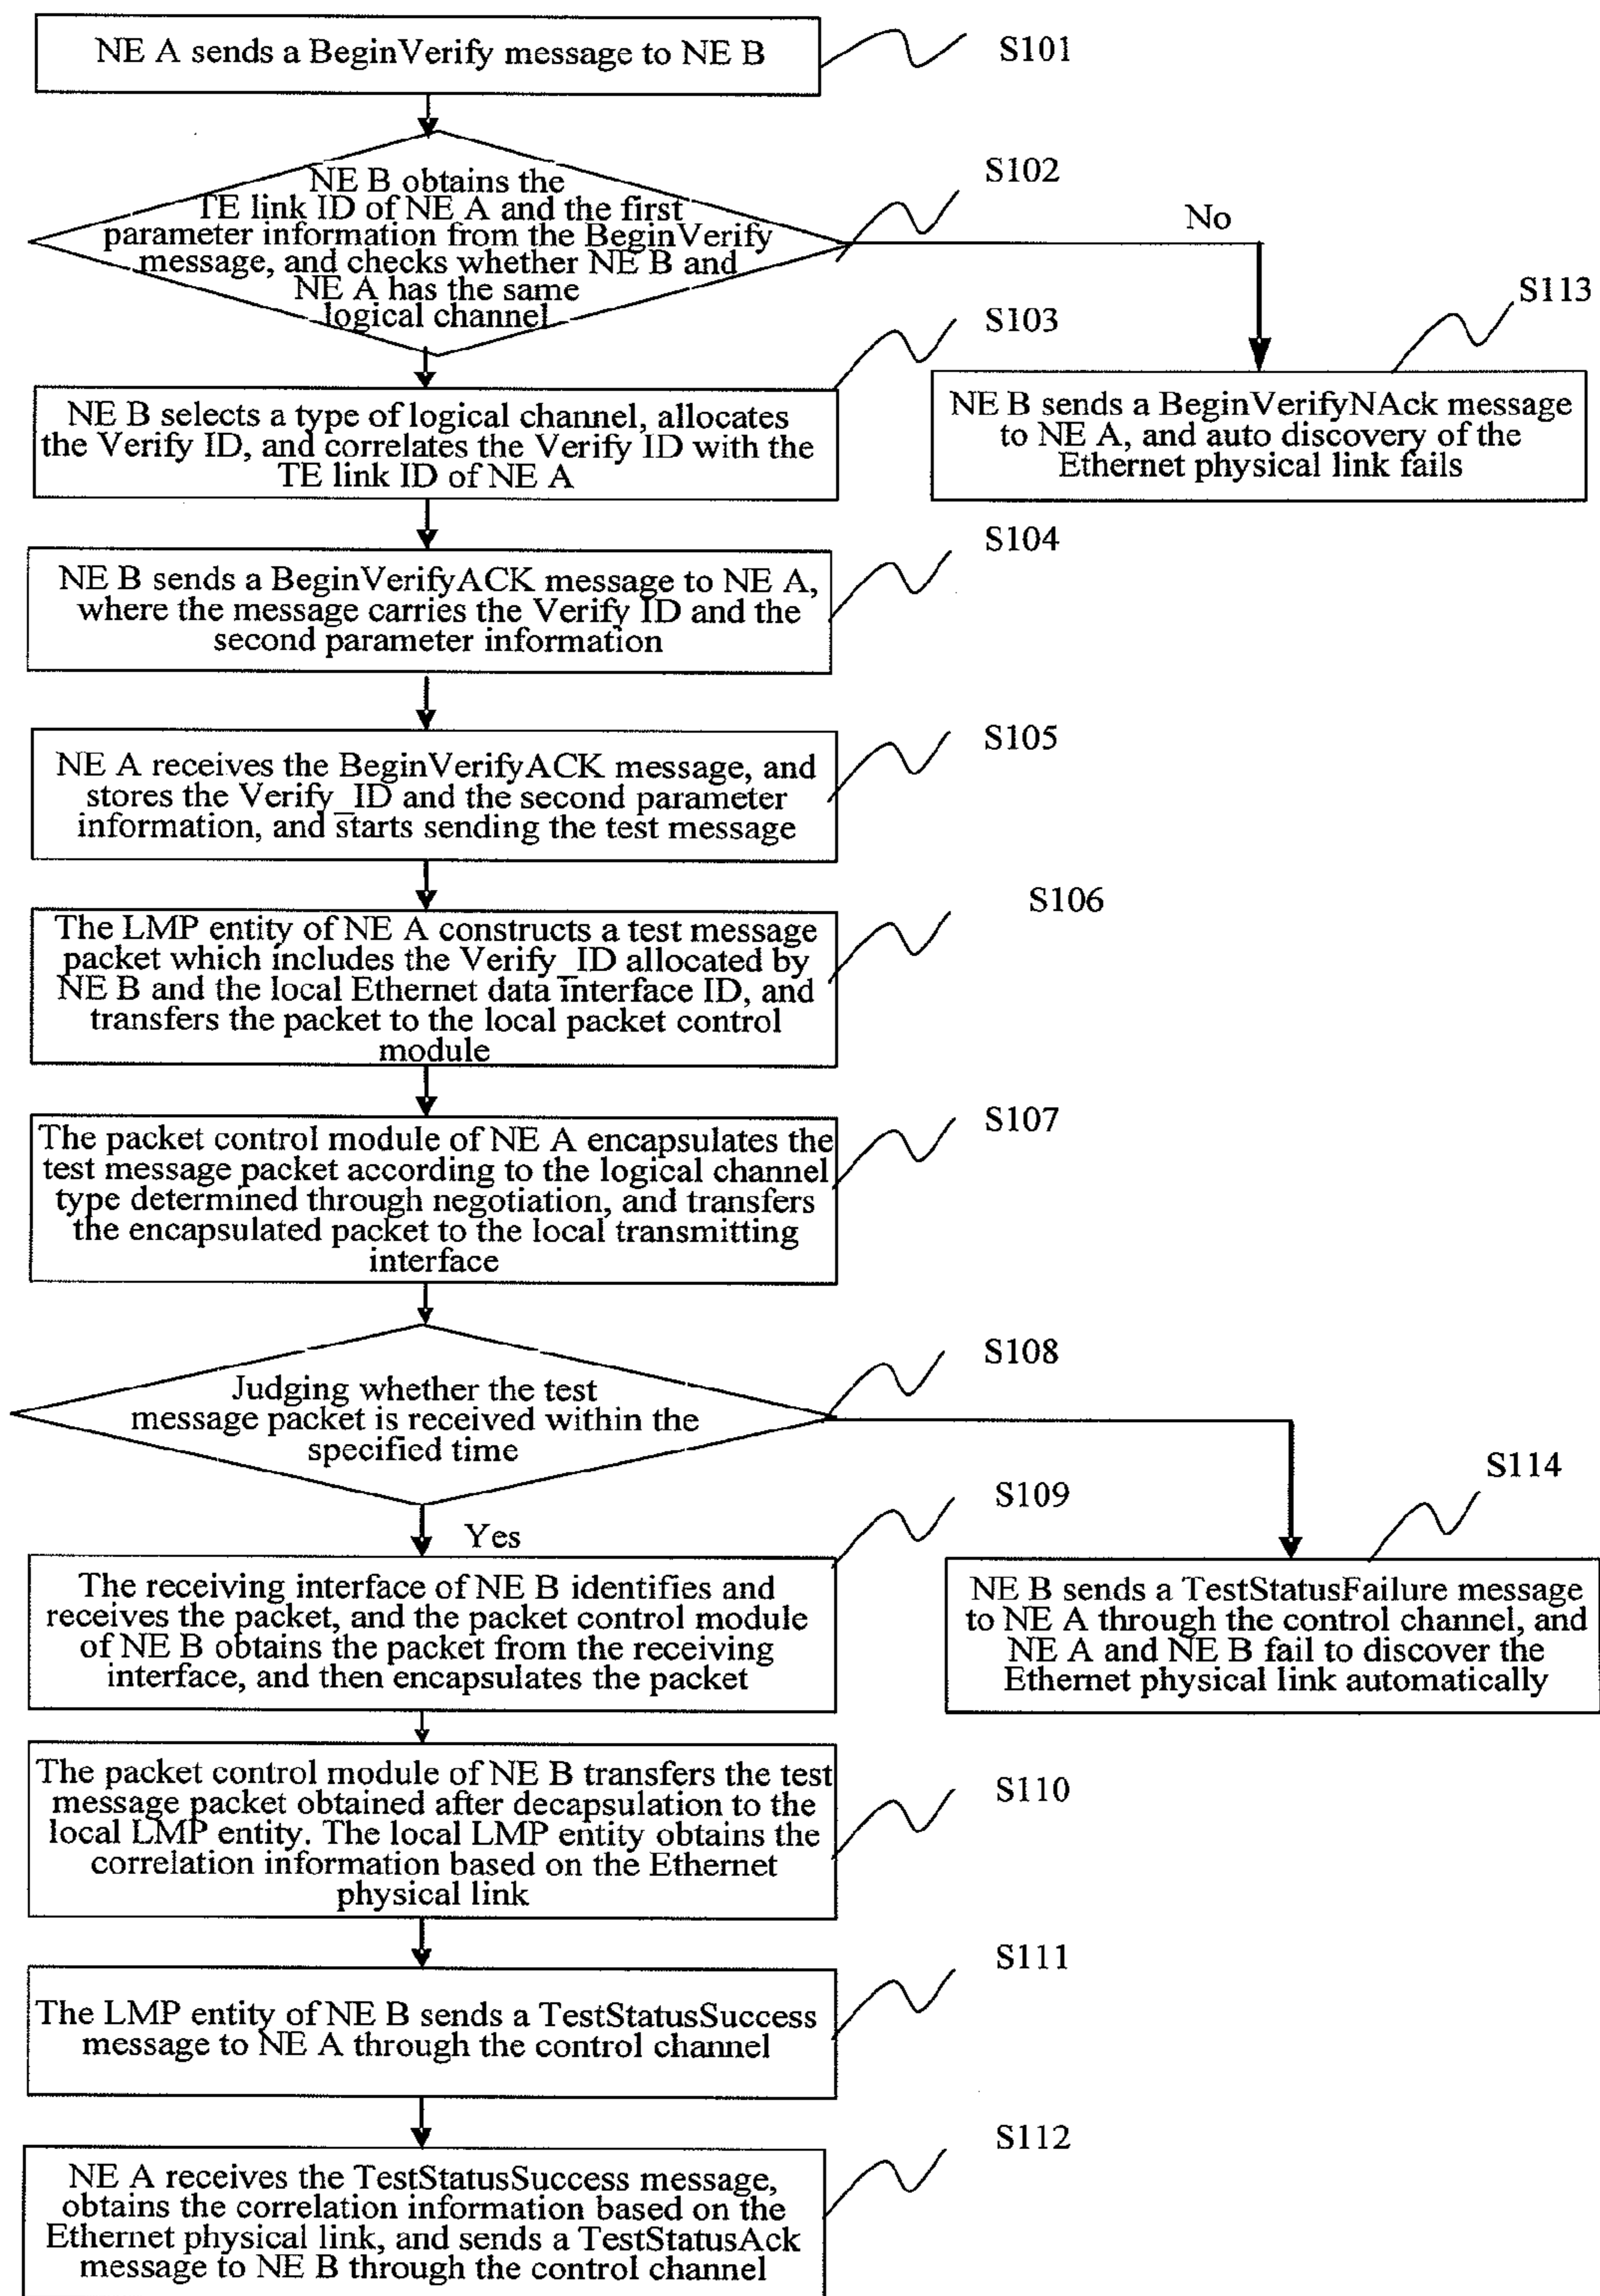 NE A sends a BeginVerify message to NE B
S101
NE B obtains the
TE link ID of NE A and the first
parameter information from the BeginVerify
message, and checks whether NE B and
NE A has the same
logical channel
S102
No
S103
NE B selects a type of logical channel, allocates
the Verify ID, and correlates the Verify ID with the
TE link ID of NE A
S113
NE B sends a BeginVerifyNAck message
to NE A, and auto discovery of the
Ethernet physical link fails
S104
NE B sends a BeginVerifyACK message to NE A,
where the message carries the Verify ID and the
second parameter information
S105
NE A receives the BeginVerifyACK message, and
stores the Verify_ID and the second parameter
information, and starts sending the test message
S106
The LMP entity of NE A constructs a test message
packet which includes the Verify_ID allocated by
NE B and the local Ethernet data interface ID, and
transfers the packet to the local packet control
module
S107
The packet control module of NE A encapsulates the
test message packet according to the logical channel
type determined through negotiation, and transfers
the encapsulated packet to the local transmitting
interface
S108
Judging whether the test
message packet is received within the
specified time
S109
Yes
The receiving interface of NE B identifies and
receives the packet, and the packet control module
of NE B obtains the packet from the receiving
interface, and then encapsulates the packet
S114
NE B sends a TestStatusFailure message
to NE A through the control channel, and
NE A and NE B fail to discover the
Ethernet physical link automatically
S110
The packet control module of NE B transfers the test
message packet obtained after decapsulation to the
local LMP entity. The local LMP entity obtains the
correlation information based on the Ethernet
physical link
S111
The LMP entity of NE B sends a TestStatusSuccess
message to NE A through the control channel
S112
NE A receives the TestStatusSuccess message,
obtains the correlation information based on the
Ethernet physical link, and sends a TestStatusAck
message to NE B through the control channel